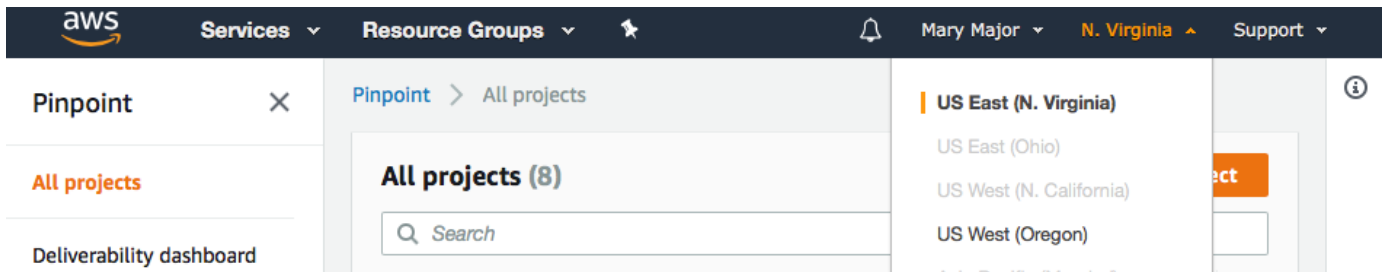 aws Services Resource Groups Mary Major N. Virginia Support
Pinpoint
All projects
Deliverability dashboard
Pinpoint > All projects
All projects (8)
Search
US East (N. Virginia)
US East (Ohio)
US West (N. California)
US West (Oregon)